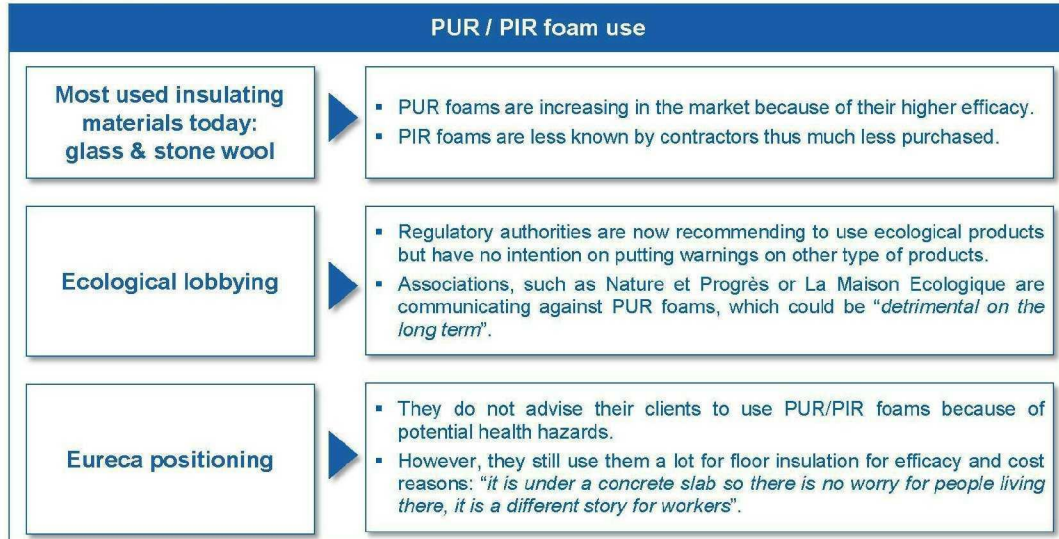 PUR / PIR foam use
Most used insulating
materials today:
glass & stone wool
▪ PUR foams are increasing in the market because of their higher efficacy.
▪ PIR foams are less known by contractors thus much less purchased.
Ecological lobbying
▪ Regulatory authorities are now recommending to use ecological products
but have no intention on putting warnings on other type of products.
▪ Associations, such as Nature et Progrès or La Maison Ecologique are
communicating against PUR foams, which could be “detrimental on the
long term”.
Eureca positioning
▪ They do not advise their clients to use PUR/PIR foams because of
potential health hazards.
▪ However, they still use them a lot for floor insulation for efficacy and cost
reasons: “it is under a concrete slab so there is no worry for people living
there, it is a different story for workers”.